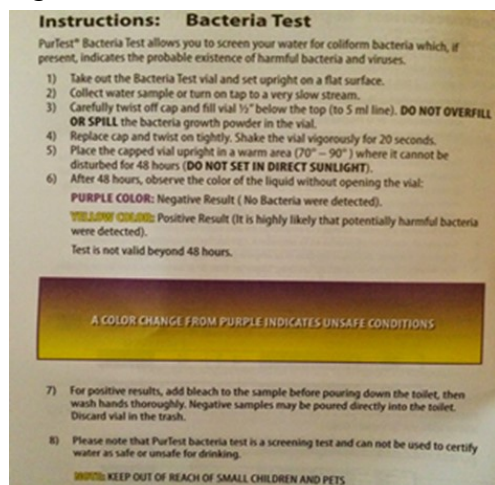 Instructions: Bacteria Test
PurTest® Bacteria Test allows you to screen your water for coliform bacteria which, if
present, indicates the probable existence of harmful bacteria and viruses.
1) Take out the Bacteria Test vial and set upright on a flat surface.
2) Collect water sample or turn on tap to a very slow stream.
3) Carefully twist off cap and fill vial ½" below the top (to 5 ml line). DO NOT OVERFILL
OR SPILL the bacteria growth powder in the vial.
4) Replace cap and twist on tightly. Shake the vial vigorously for 20 seconds.
5) Place the capped vial upright in a warm area (70° – 90°) where it cannot be
disturbed for 48 hours (DO NOT SET IN DIRECT SUNLIGHT).
6) After 48 hours, observe the color of the liquid without opening the vial:
PURPLE COLOR: Negative Result ( No Bacteria were detected).
YELLOW COLOR: Positive Result (It is highly likely that potentially harmful bacteria
were detected).
Test is not valid beyond 48 hours.
A COLOR CHANGE FROM PURPLE INDICATES UNSAFE CONDITIONS
7) For positive results, add bleach to the sample before pouring down the toilet, then
wash hands thoroughly. Negative samples may be poured directly into the toilet.
Discard vial in the trash.
8) Please note that PurTest bacteria test is a screening test and can not be used to certify
water as safe or unsafe for drinking.
NOTE: KEEP OUT OF REACH OF SMALL CHILDREN AND PETS